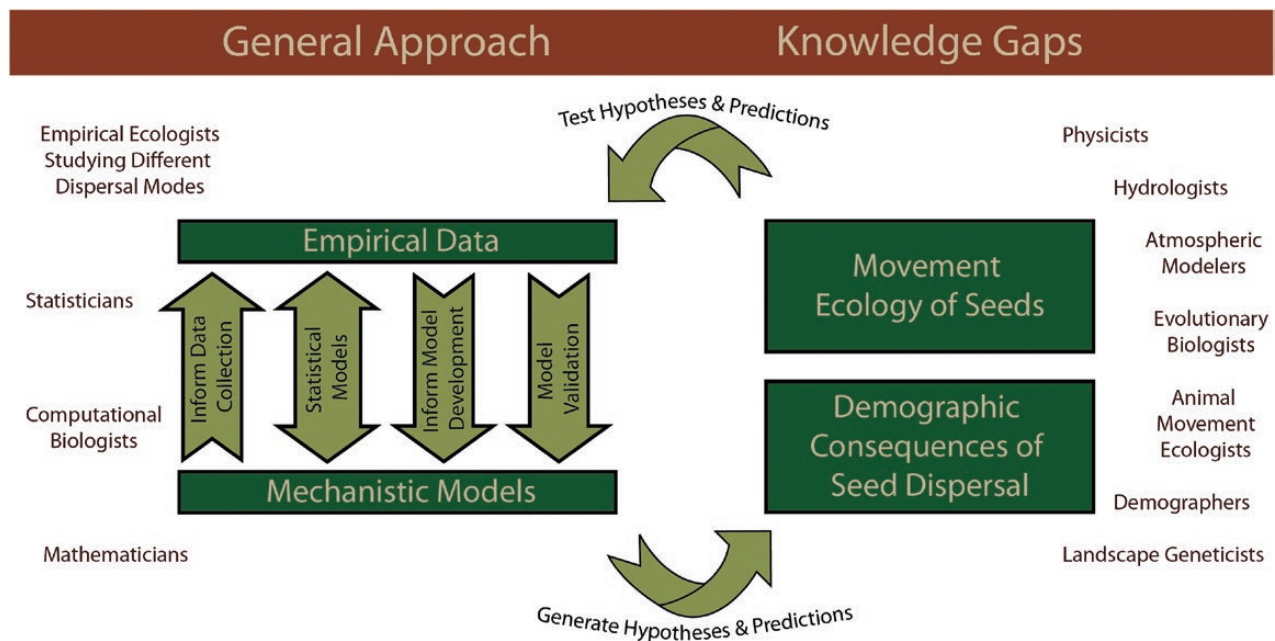 General Approach
Knowledge Gaps
Test Hypotheses & Predictions
Empirical Ecologists
Studying Different
Dispersal Modes
Statisticians
Computational
Biologists
Mathematicians
Empirical Data
Inform Data
Collection
Statistical
Models
Inform Model
Development
Model
Validation
Mechanistic Models
Generate Hypotheses & Predictions
Movement
Ecology of Seeds
Demographic
Consequences of
Seed Dispersal
Physicists
Hydrologists
Atmospheric
Modelers
Evolutionary
Biologists
Animal
Movement
Ecologists
Demographers
Landscape Geneticists